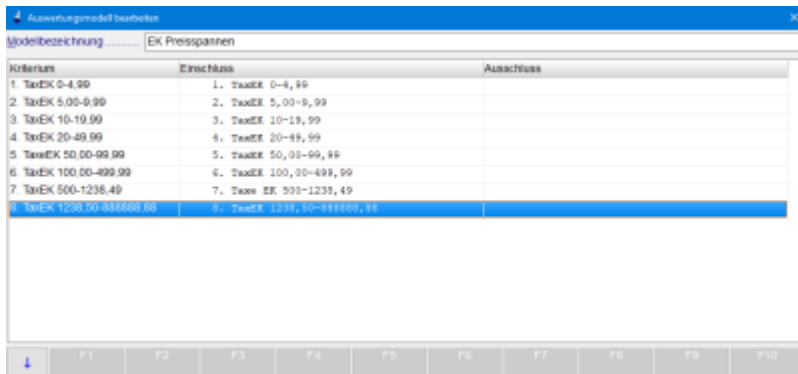 Auswertungsmodell bearbeiten
Modellbezeichnung......... EK Preisspannen
Kriterium Einschluss Ausschluss
1. TaxEK 0-4,99 1. TaxEK 0-4,99
2. TaxEK 5,00-9,99 2. TaxEK 5,00-9,99
3. TaxEK 10-19,99 3. TaxEK 10-19,99
4. TaxEK 20-49,99 4. TaxEK 20-49,99
5. TaxeEK 50,00-99,99 5. TaxEK 50,00-99,99
6. TaxEK 100,00-499,99 6. TaxEK 100,00-499,99
7. TaxEK 500-1238,49 7. Taxe EK 500-1238,49
8. TaxEK 1238,50-888888,88 8. TaxEK 1238,50-888888,88
F1 F2 F3 F4 F5 F6 F7 F8 F9 F10